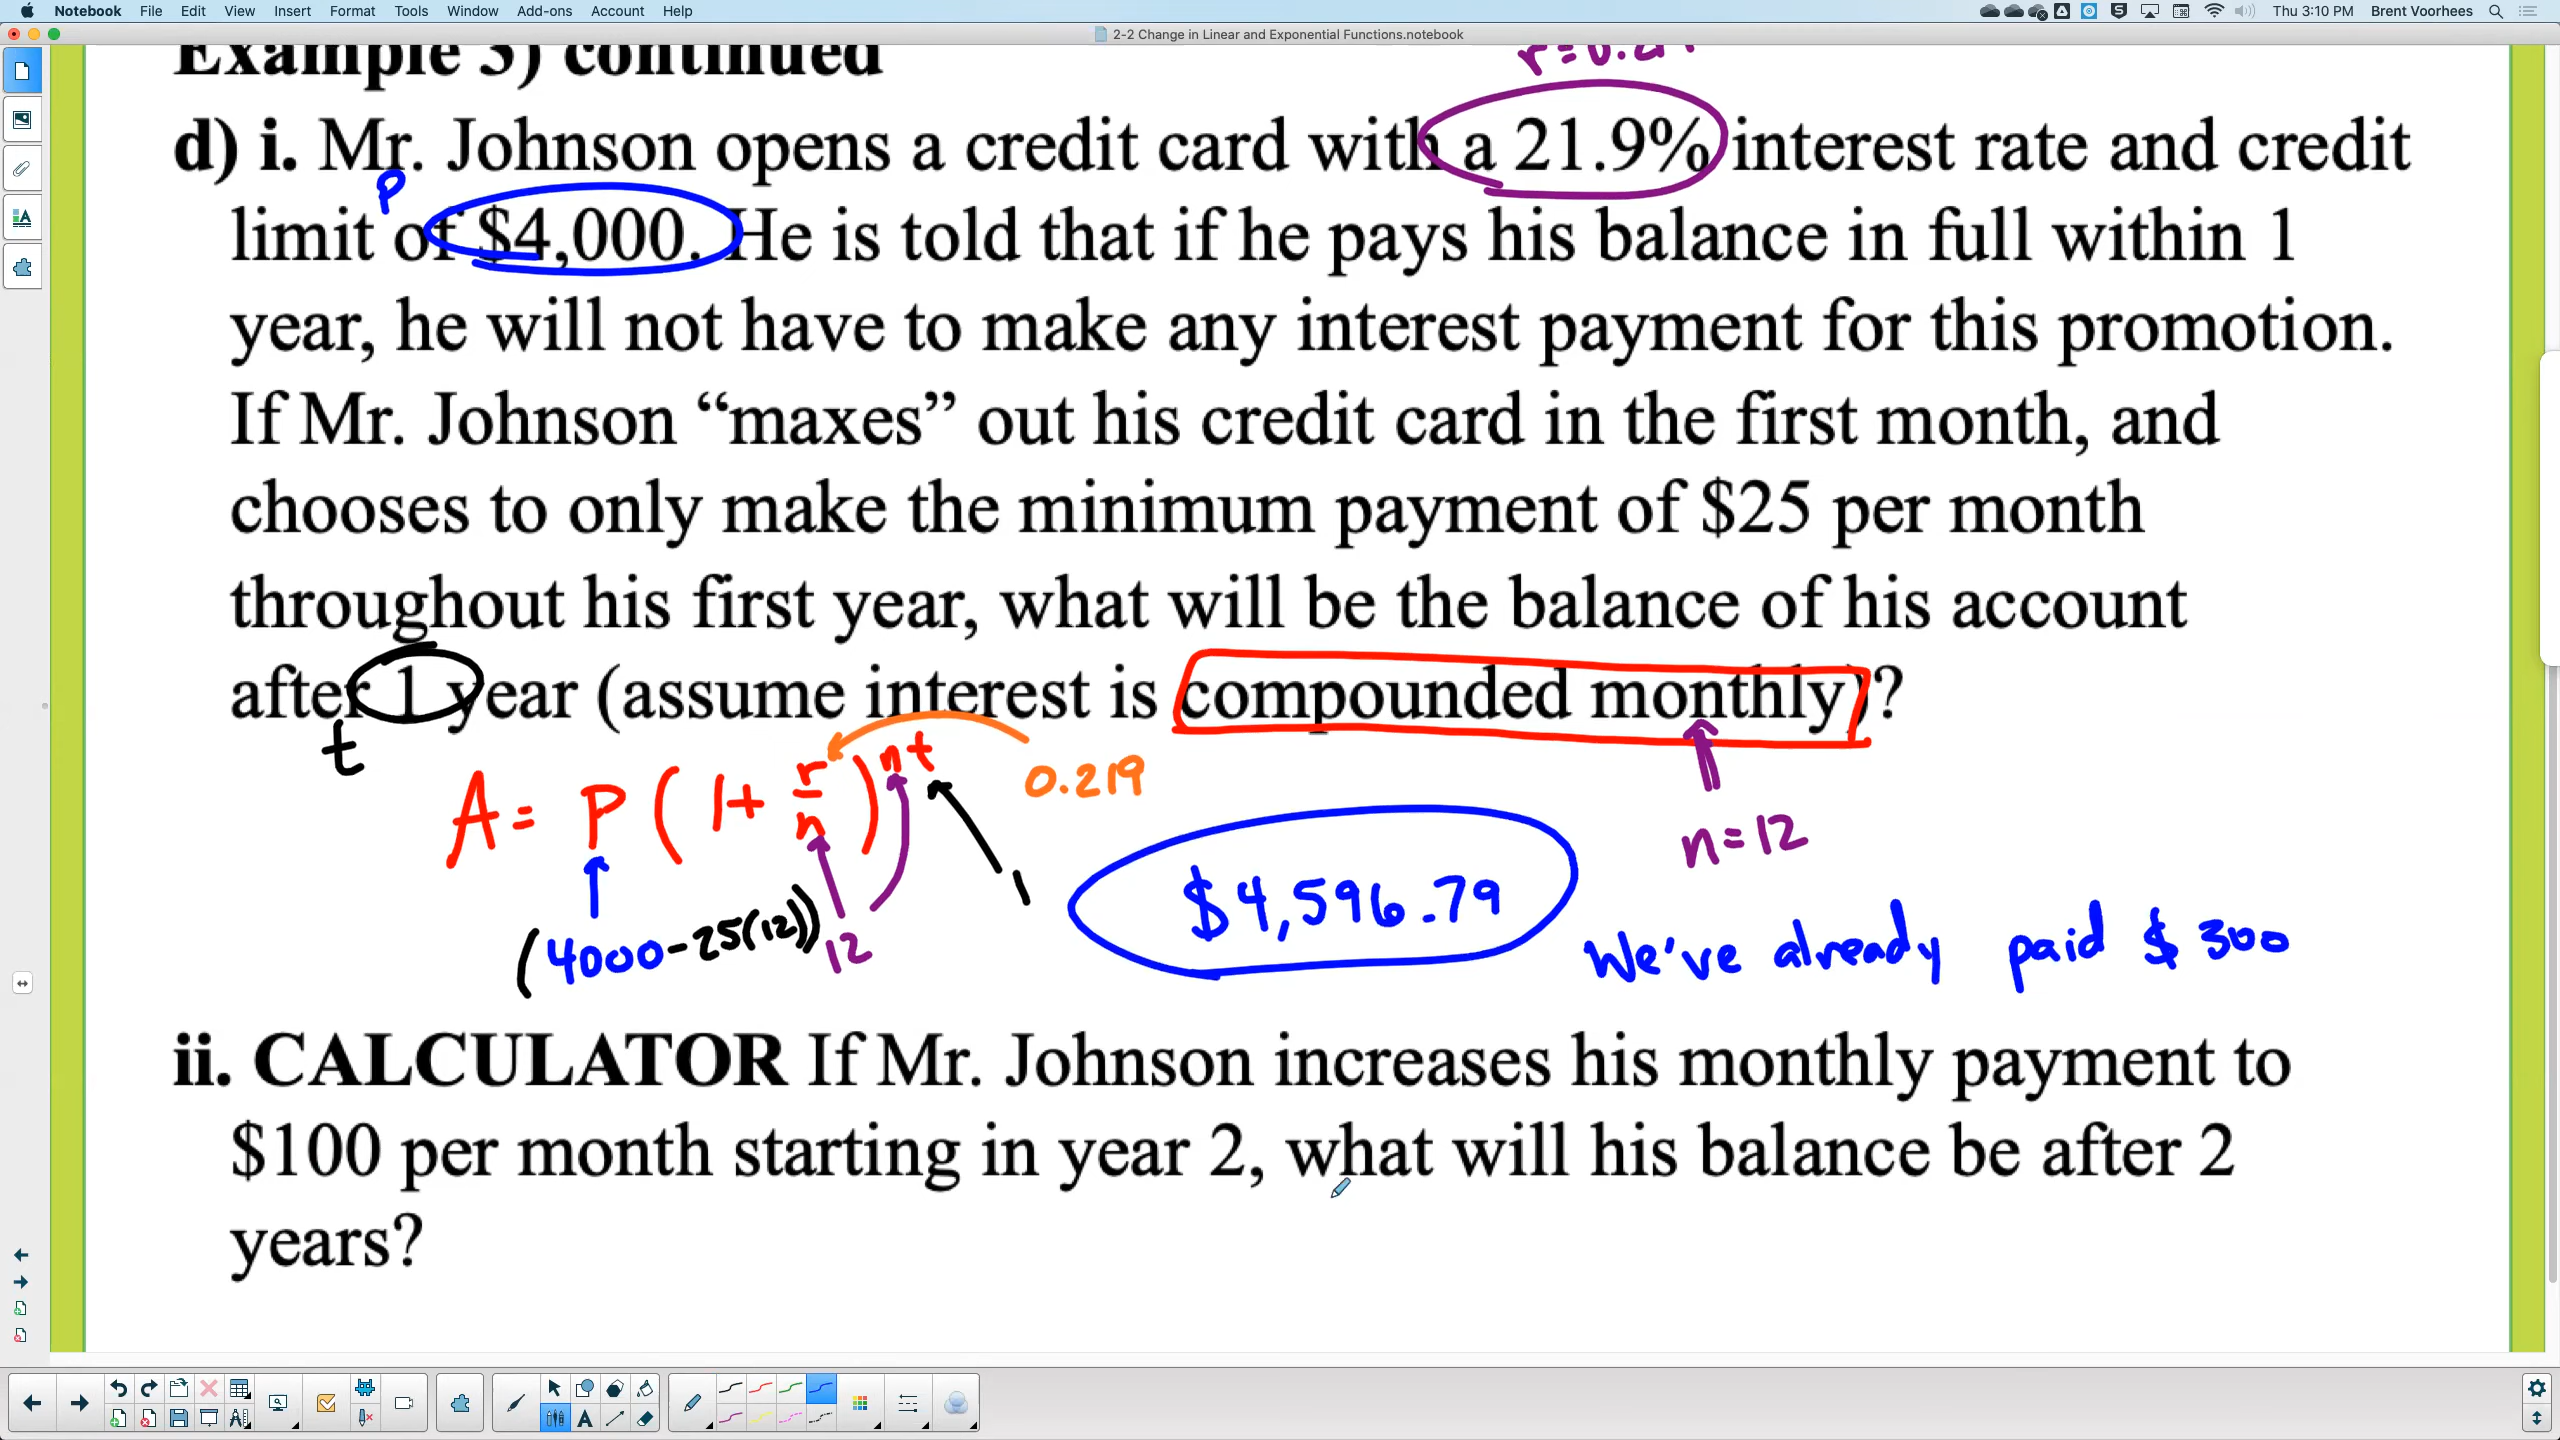 Notebook File Edit View Insert Format Tools Window Add-ons Account Help Thu 3:10 PM Brent Voorhees
2-2 Change in Linear and Exponential Functions.notebook
Example 3) continued
d) i. Mr. Johnson opens a credit card with a 21.9% interest rate and credit
P
limit of $4,000. He is told that if he pays his balance in full within 1
year, he will not have to make any interest payment for this promotion.
If Mr. Johnson “maxes” out his credit card in the first month, and
chooses to only make the minimum payment of $25 per month
throughout his first year, what will be the balance of his account
after 1 year (assume interest is compounded monthly)?
t
A = P ( 1 + r/n ) nt
0.219
n=12
1
$4,596.79
(4000-25(12))
12
We've already paid $300
ii. CALCULATOR If Mr. Johnson increases his monthly payment to
$100 per month starting in year 2, what will his balance be after 2
years?